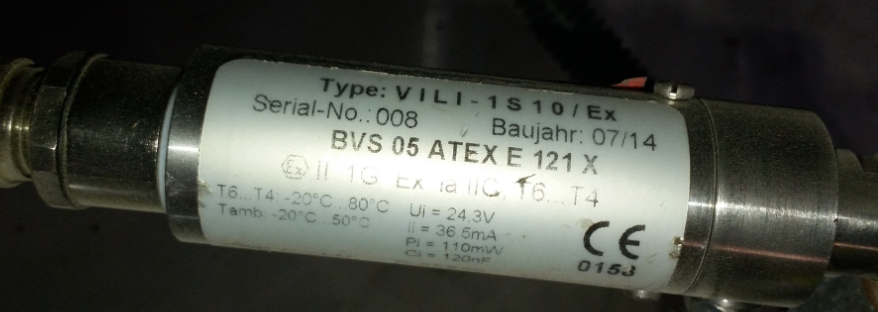 Type: VILI-1S10/Ex
Serial-No.:008 Baujahr: 07/14
BVS 05 ATEX E 121 X
Ex II 1G Ex ia IIC T6...T4
T6...T4: -20°C...80°C Ui = 24.3V
Tamb. -20°C...50°C Ii = 36.5mA
Pi = 110mW
Ci = 120nF
CE
0158